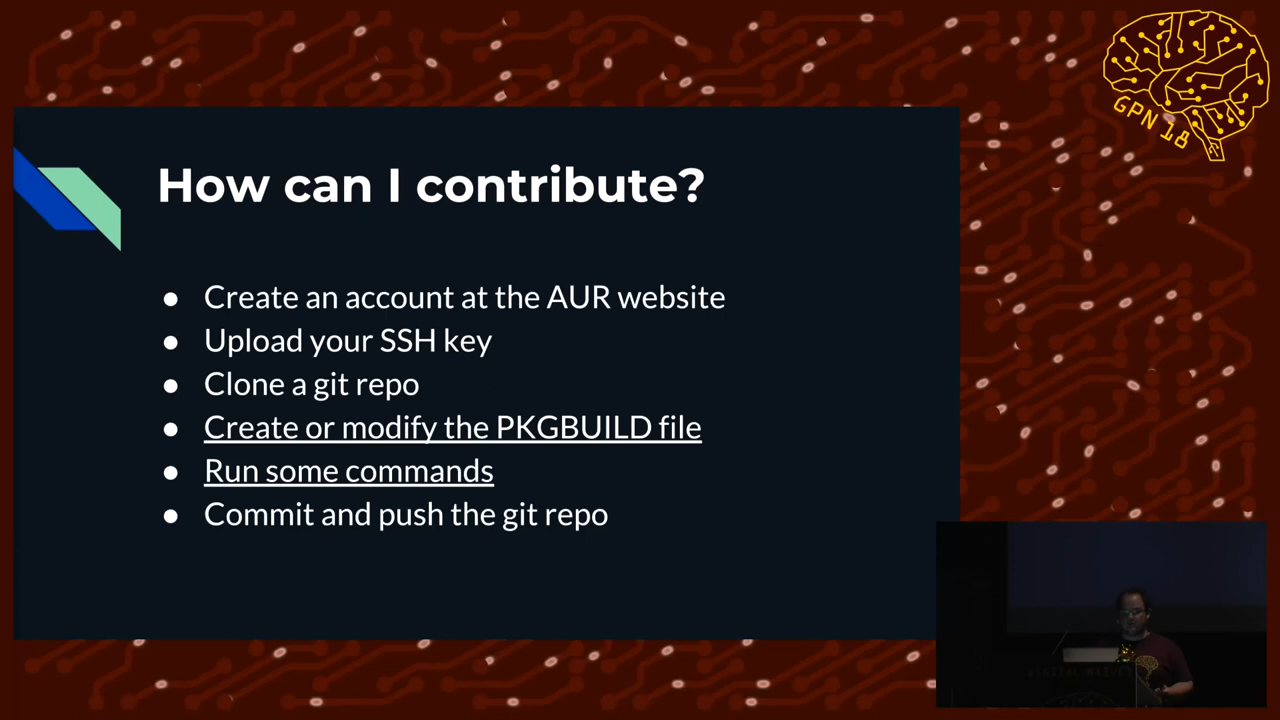 GPN 18
How can I contribute?
● Create an account at the AUR website
● Upload your SSH key
● Clone a git repo
● Create or modify the PKGBUILD file
● Run some commands
● Commit and push the git repo